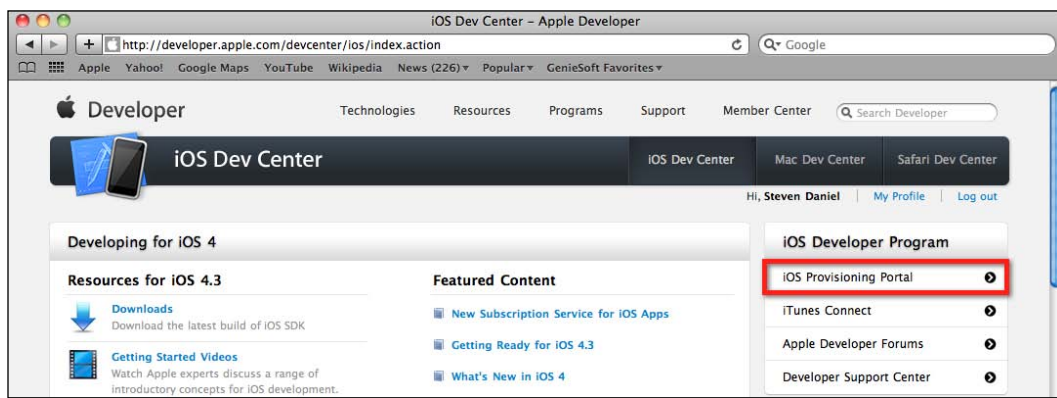 iOS Dev Center – Apple Developer
http://developer.apple.com/devcenter/ios/index.action
Google
Apple Yahoo! Google Maps YouTube Wikipedia News (226) Popular GenieSoft Favorites
Developer
Technologies Resources Programs Support Member Center Search Developer
iOS Dev Center
iOS Dev Center Mac Dev Center Safari Dev Center
Hi, Steven Daniel My Profile Log out
Developing for iOS 4
Resources for iOS 4.3
Downloads
Download the latest build of iOS SDK
Getting Started Videos
Watch Apple experts discuss a range of
introductory concepts for iOS development.
Featured Content
New Subscription Service for iOS Apps
Getting Ready for iOS 4.3
What's New in iOS 4
iOS Developer Program
iOS Provisioning Portal
iTunes Connect
Apple Developer Forums
Developer Support Center